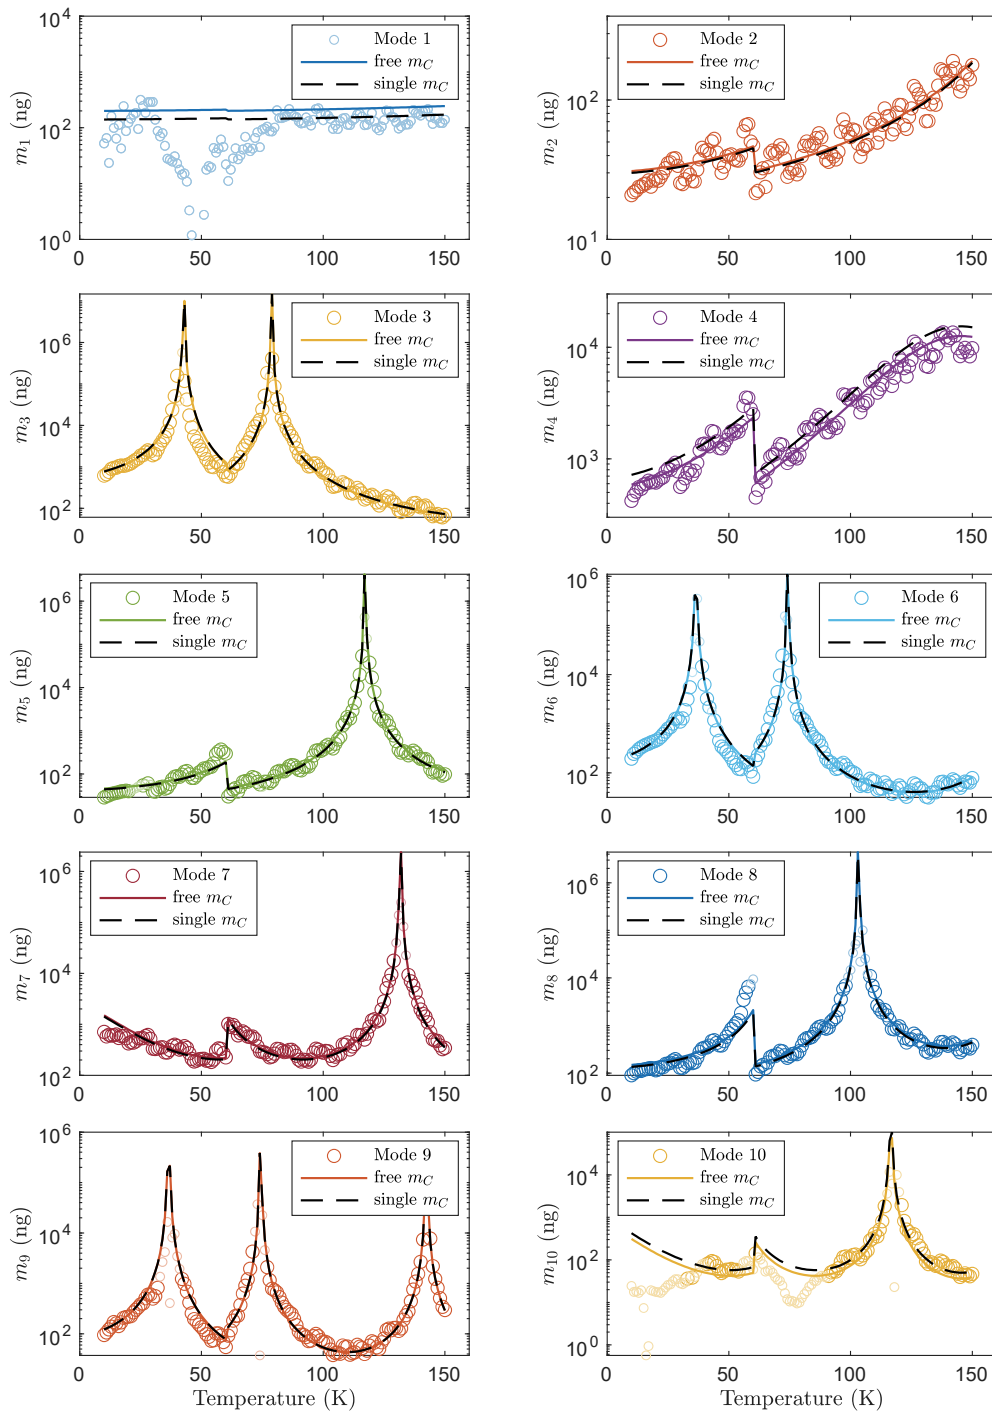 10^4
10^2
10^0
m_1 (ng)
Mode 1
free m_C
single m_C
0 50 100 150
10^2
10^1
m_2 (ng)
Mode 2
free m_C
single m_C
0 50 100 150
10^6
10^4
10^2
m_3 (ng)
Mode 3
free m_C
single m_C
0 50 100 150
10^4
10^3
m_4 (ng)
Mode 4
free m_C
single m_C
0 50 100 150
10^6
10^4
10^2
m_5 (ng)
Mode 5
free m_C
single m_C
0 50 100 150
10^6
10^4
10^2
m_6 (ng)
Mode 6
free m_C
single m_C
0 50 100 150
10^6
10^4
10^2
m_7 (ng)
Mode 7
free m_C
single m_C
0 50 100 150
10^6
10^4
10^2
m_8 (ng)
Mode 8
free m_C
single m_C
0 50 100 150
10^6
10^4
10^2
m_9 (ng)
Mode 9
free m_C
single m_C
0 50 100 150
Temperature (K)
10^4
10^2
10^0
m_10 (ng)
Mode 10
free m_C
single m_C
0 50 100 150
Temperature (K)